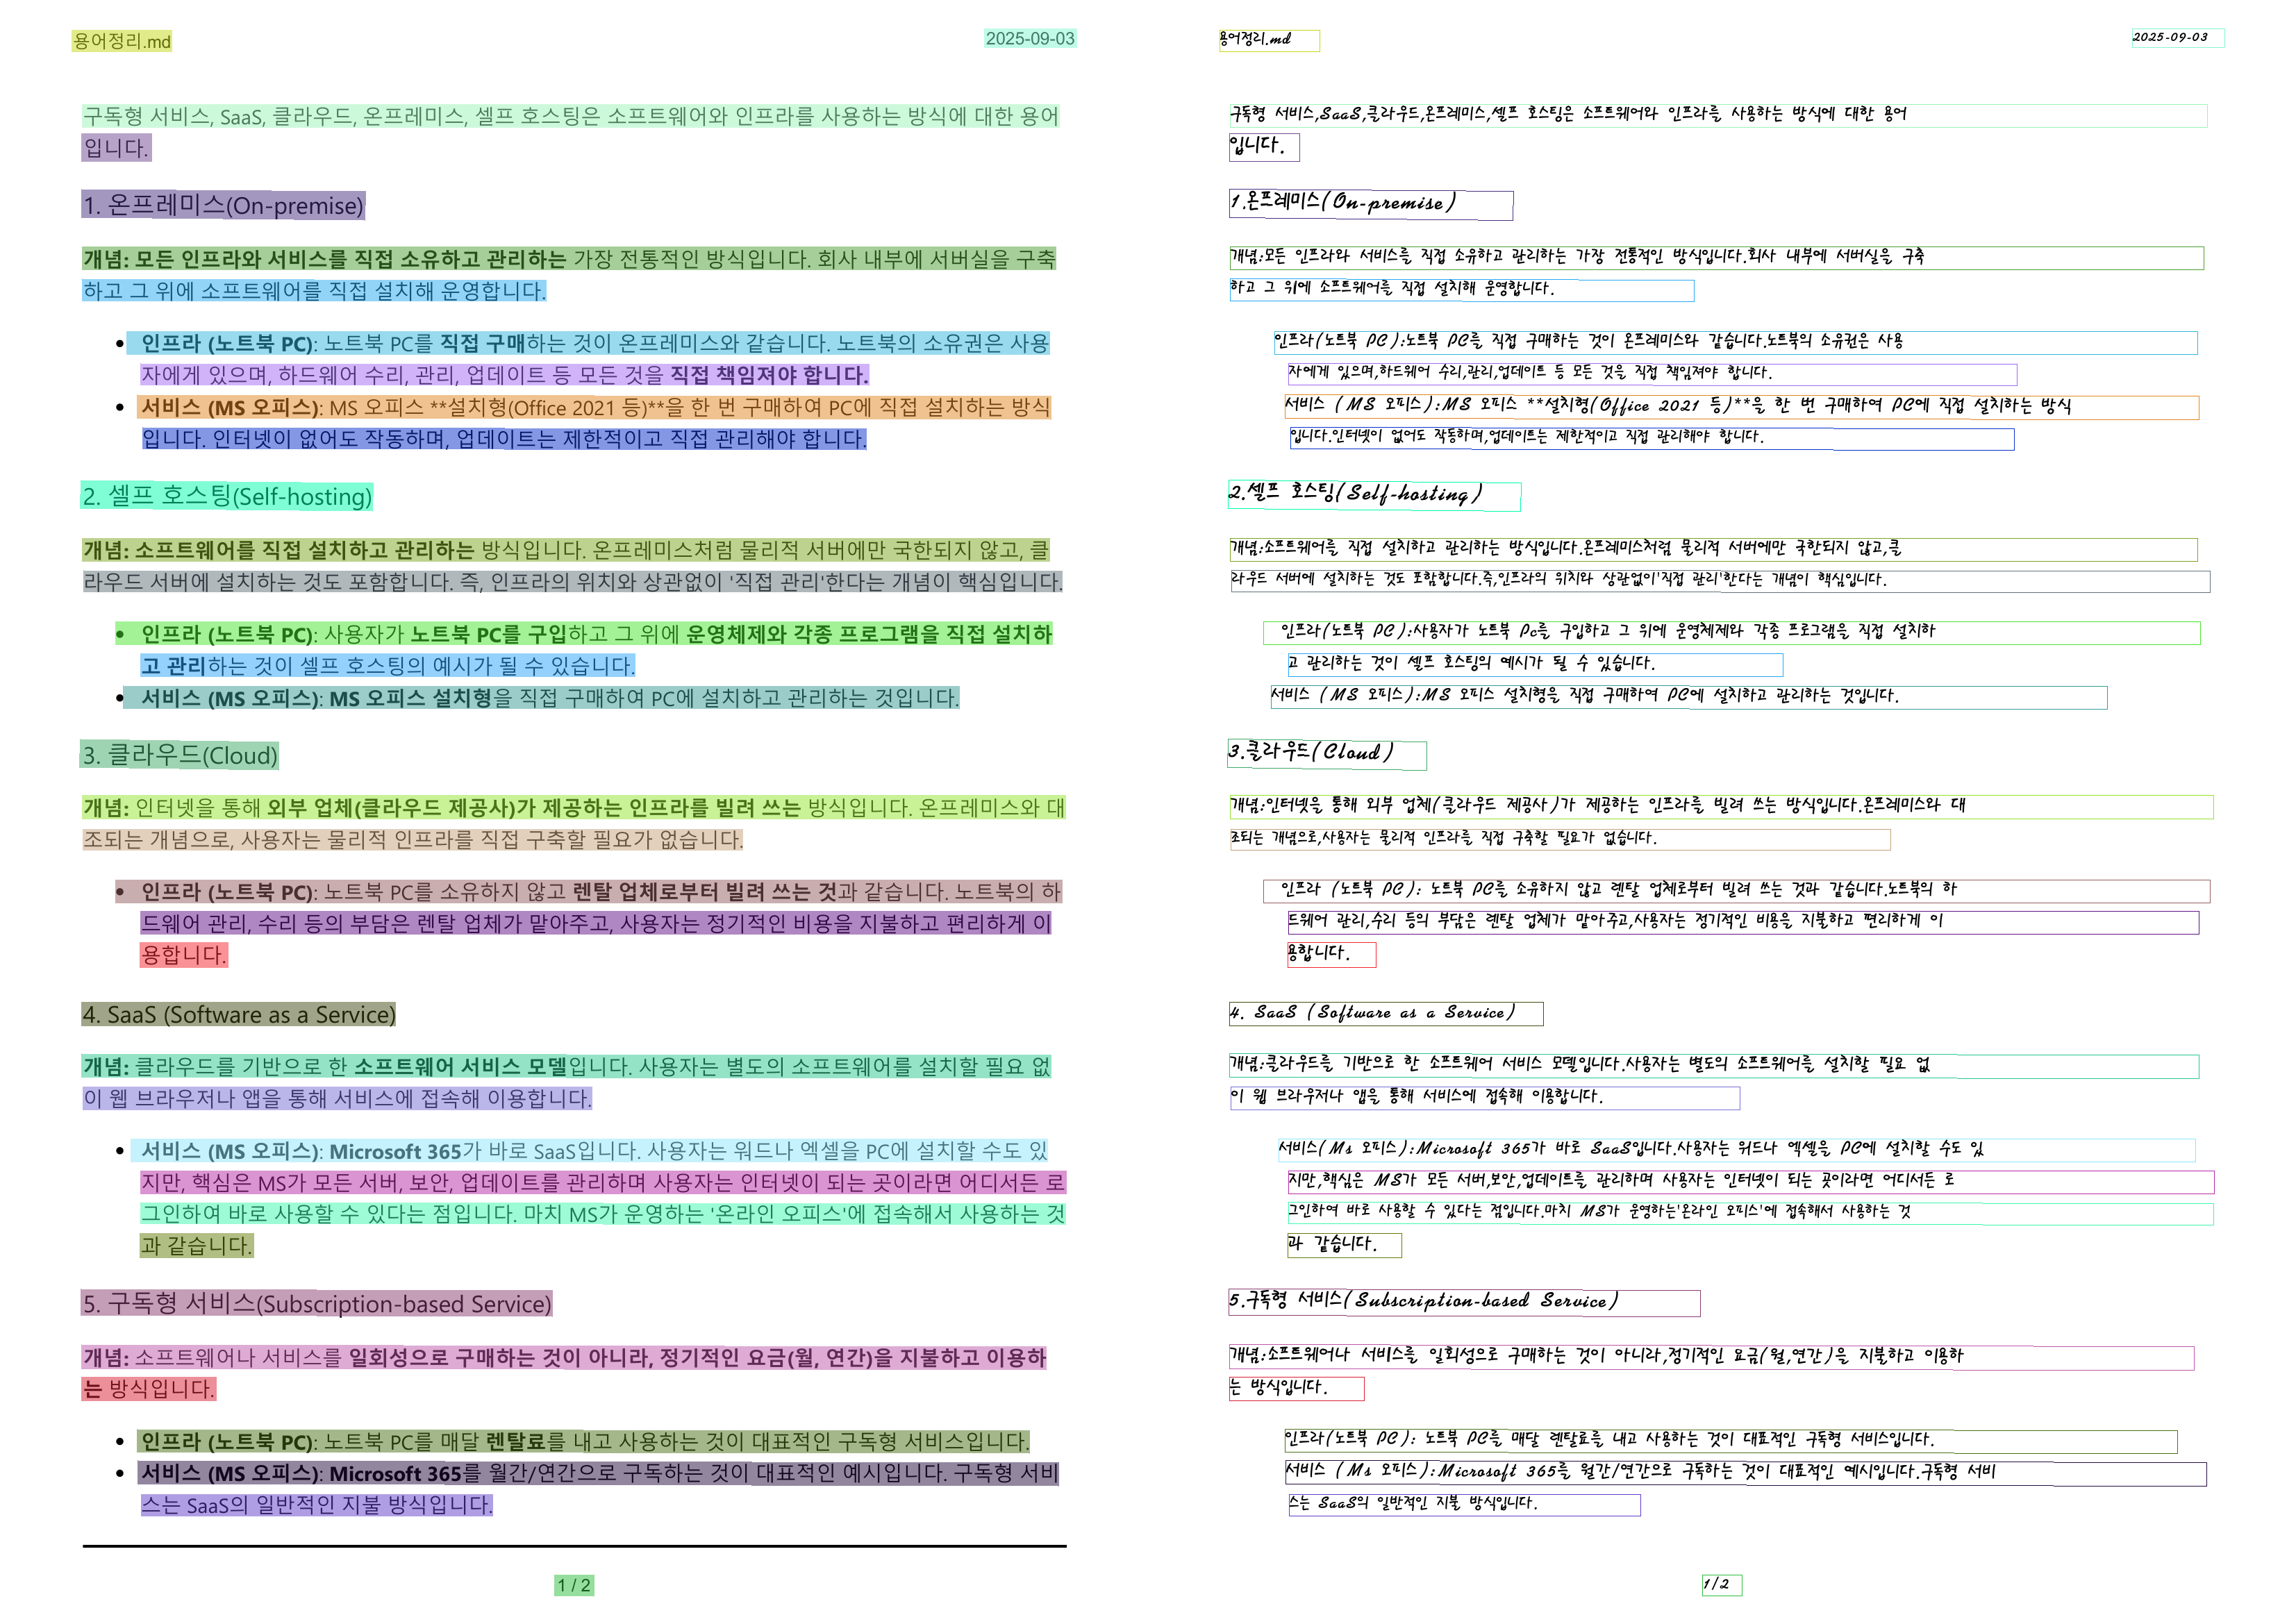 용어정리.md
2025-09-03
구독형 서비스, SaaS, 클라우드, 온프레미스, 셀프 호스팅은 소프트웨어와 인프라를 사용하는 방식에 대한 용어
입니다.
1. 온프레미스(On-premise)
개념: 모든 인프라와 서비스를 직접 소유하고 관리하는 가장 전통적인 방식입니다. 회사 내부에 서버실을 구축
하고 그 위에 소프트웨어를 직접 설치해 운영합니다.
• 인프라 (노트북 PC): 노트북 PC를 직접 구매하는 것이 온프레미스와 같습니다. 노트북의 소유권은 사용
자에게 있으며, 하드웨어 수리, 관리, 업데이트 등 모든 것을 직접 책임져야 합니다.
• 서비스 (MS 오피스): MS 오피스 **설치형(Office 2021 등)**을 한 번 구매하여 PC에 직접 설치하는 방식
입니다. 인터넷이 없어도 작동하며, 업데이트는 제한적이고 직접 관리해야 합니다.
2. 셀프 호스팅(Self-hosting)
개념: 소프트웨어를 직접 설치하고 관리하는 방식입니다. 온프레미스처럼 물리적 서버에만 국한되지 않고, 클
라우드 서버에 설치하는 것도 포함합니다. 즉, 인프라의 위치와 상관없이 '직접 관리'한다는 개념이 핵심입니다.
• 인프라 (노트북 PC): 사용자가 노트북 PC를 구입하고 그 위에 운영체제와 각종 프로그램을 직접 설치하
고 관리하는 것이 셀프 호스팅의 예시가 될 수 있습니다.
• 서비스 (MS 오피스): MS 오피스 설치형을 직접 구매하여 PC에 설치하고 관리하는 것입니다.
3. 클라우드(Cloud)
개념: 인터넷을 통해 외부 업체(클라우드 제공사)가 제공하는 인프라를 빌려 쓰는 방식입니다. 온프레미스와 대
조되는 개념으로, 사용자는 물리적 인프라를 직접 구축할 필요가 없습니다.
• 인프라 (노트북 PC): 노트북 PC를 소유하지 않고 렌탈 업체로부터 빌려 쓰는 것과 같습니다. 노트북의 하
드웨어 관리, 수리 등의 부담은 렌탈 업체가 맡아주고, 사용자는 정기적인 비용을 지불하고 편리하게 이
용합니다.
4. SaaS (Software as a Service)
개념: 클라우드를 기반으로 한 소프트웨어 서비스 모델입니다. 사용자는 별도의 소프트웨어를 설치할 필요 없
이 웹 브라우저나 앱을 통해 서비스에 접속해 이용합니다.
• 서비스 (MS 오피스): Microsoft 365가 바로 SaaS입니다. 사용자는 워드나 엑셀을 PC에 설치할 수도 있
지만, 핵심은 MS가 모든 서버, 보안, 업데이트를 관리하며 사용자는 인터넷이 되는 곳이라면 어디서든 로
그인하여 바로 사용할 수 있다는 점입니다. 마치 MS가 운영하는 '온라인 오피스'에 접속해서 사용하는 것
과 같습니다.
5. 구독형 서비스(Subscription-based Service)
개념: 소프트웨어나 서비스를 일회성으로 구매하는 것이 아니라, 정기적인 요금(월, 연간)을 지불하고 이용하
는 방식입니다.
• 인프라 (노트북 PC): 노트북 PC를 매달 렌탈료를 내고 사용하는 것이 대표적인 구독형 서비스입니다.
• 서비스 (MS 오피스): Microsoft 365를 월간/연간으로 구독하는 것이 대표적인 예시입니다. 구독형 서비
스는 SaaS의 일반적인 지불 방식입니다.
1 / 2
용어정리.md
2025-09-03
구독형 서비스,SaaS,클라우드,온프레미스,셀프 호스팅은 소프트웨어와 인프라를 사용하는 방식에 대한 용어
입니다.
1.온프레미스(On-premise)
개념:모든 인프라와 서비스를 직접 소유하고 관리하는 가장 전통적인 방식입니다.회사 내부에 서버실을 구축
하고 그 위에 소프트웨어를 직접 설치해 운영합니다.
인프라(노트북 PC):노트북 PC를 직접 구매하는 것이 온프레미스와 같습니다.노트북의 소유권은 사용
자에게 있으며,하드웨어 수리,관리,업데이트 등 모든 것을 직접 책임져야 합니다.
서비스 (MS 오피스):MS 오피스 **설치형(Office 2021 등)**을 한 번 구매하여 PC에 직접 설치하는 방식
입니다.인터넷이 없어도 작동하며,업데이트는 제한적이고 직접 관리해야 합니다.
2.셀프 호스팅(Self-hosting)
개념:소프트웨어를 직접 설치하고 관리하는 방식입니다.온프레미스처럼 물리적 서버에만 국한되지 않고,클
라우드 서버에 설치하는 것도 포함합니다.즉,인프라의 위치와 상관없이'직접 관리'한다는 개념이 핵심입니다.
인프라(노트북 PC):사용자가 노트북 Pc를 구입하고 그 위에 운영체제와 각종 프로그램을 직접 설치하
고 관리하는 것이 셀프 호스팅의 예시가 될 수 있습니다.
서비스 (MS 오피스):MS 오피스 설치형을 직접 구매하여 PC에 설치하고 관리하는 것입니다.
3.클라우드(Cloud)
개념:인터넷을 통해 외부 업체(클라우드 제공사)가 제공하는 인프라를 빌려 쓰는 방식입니다.온프레미스와 대
조되는 개념으로,사용자는 물리적 인프라를 직접 구축할 필요가 없습니다.
인프라 (노트북 PC): 노트북 PC를 소유하지 않고 렌탈 업체로부터 빌려 쓰는 것과 같습니다.노트북의 하
드웨어 관리,수리 등의 부담은 렌탈 업체가 맡아주고,사용자는 정기적인 비용을 지불하고 편리하게 이
용합니다.
4. SaaS (Software as a Service)
개념:클라우드를 기반으로 한 소프트웨어 서비스 모델입니다.사용자는 별도의 소프트웨어를 설치할 필요 없
이 웹 브라우저나 앱을 통해 서비스에 접속해 이용합니다.
서비스(Ms 오피스):Microsoft 365가 바로 SaaS입니다.사용자는 워드나 엑셀을 PC에 설치할 수도 있
지만,핵심은 MS가 모든 서버,보안,업데이트를 관리하며 사용자는 인터넷이 되는 곳이라면 어디서든 로
그인하여 바로 사용할 수 있다는 점입니다.마치 MS가 운영하는'온라인 오피스'에 접속해서 사용하는 것
과 같습니다.
5.구독형 서비스(Subscription-based Service)
개념:소프트웨어나 서비스를 일회성으로 구매하는 것이 아니라,정기적인 요금(월,연간)을 지불하고 이용하
는 방식입니다.
인프라(노트북 PC): 노트북 PC를 매달 렌탈료를 내고 사용하는 것이 대표적인 구독형 서비스입니다.
서비스 (Ms 오피스):Microsoft 365를 월간/연간으로 구독하는 것이 대표적인 예시입니다.구독형 서비
스는 SaaS의 일반적인 지불 방식입니다.
1/2